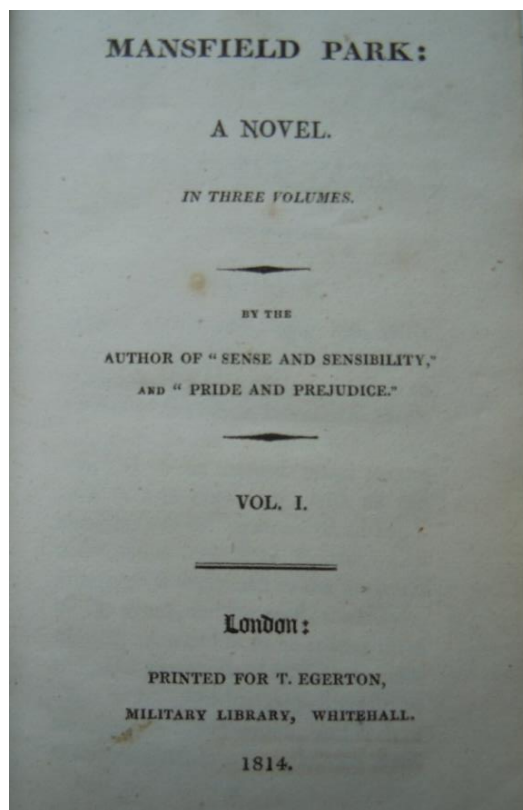 MANSFIELD PARK:
A NOVEL.
IN THREE VOLUMES.
BY THE
AUTHOR OF "SENSE AND SENSIBILITY,"
AND "PRIDE AND PREJUDICE."
VOL. I.
London:
PRINTED FOR T. EGERTON,
MILITARY LIBRARY, WHITEHALL.
1814.